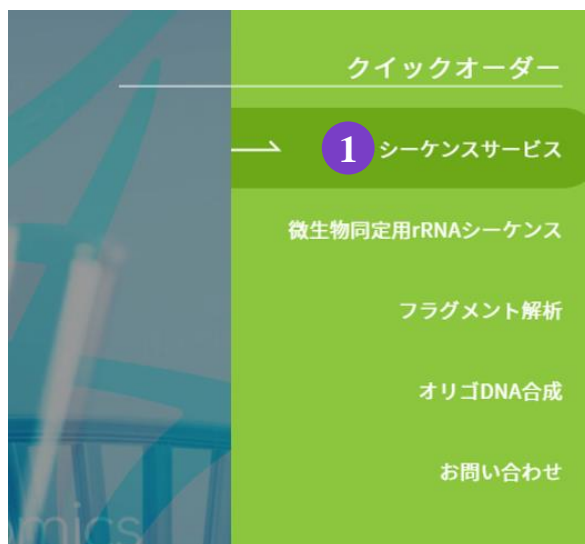 クイックオーダー
1 シーケンスサービス
微生物同定用rRNAシーケンス
フラグメント解析
オリゴDNA合成
お問い合わせ
omics